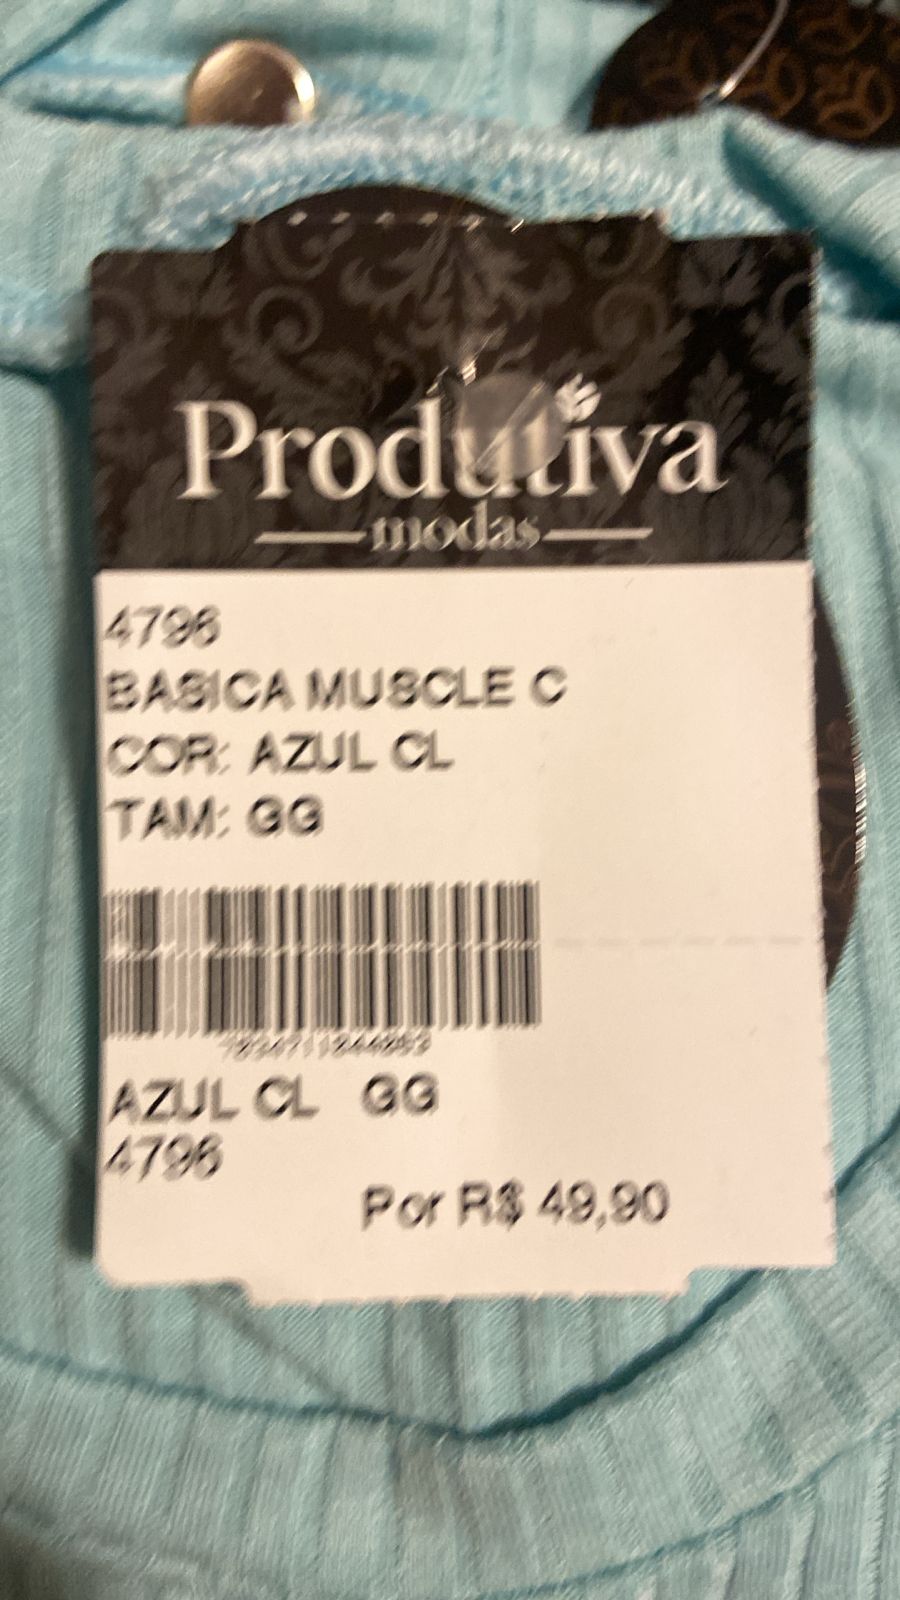 Produtiva
modas
4796
BASICA MUSCLE C
COR: AZUL CL
TAM: GG
AZUL CL GG
4796
Por R$ 49,90